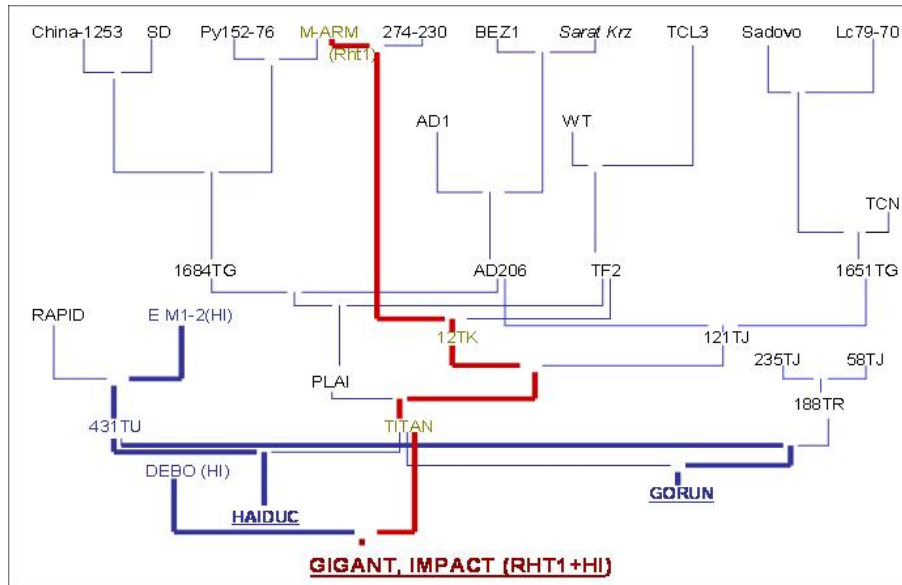 China-1253 SD Py152-76 M-ARM 274-230 BEZ1 Sarat Krz TCL3 Sadovo Lc79-70
(Rht1)
AD1 WT
TCN
1684TG AD206 TF2 1651TG
RAPID E M1-2(HI)
12TK 121TJ
235TJ 58TJ
PLAI
188TR
431TU TITAN
DEBO (HI)
GORUN
HAIDUC
GIGANT, IMPACT (RHT1+HI)